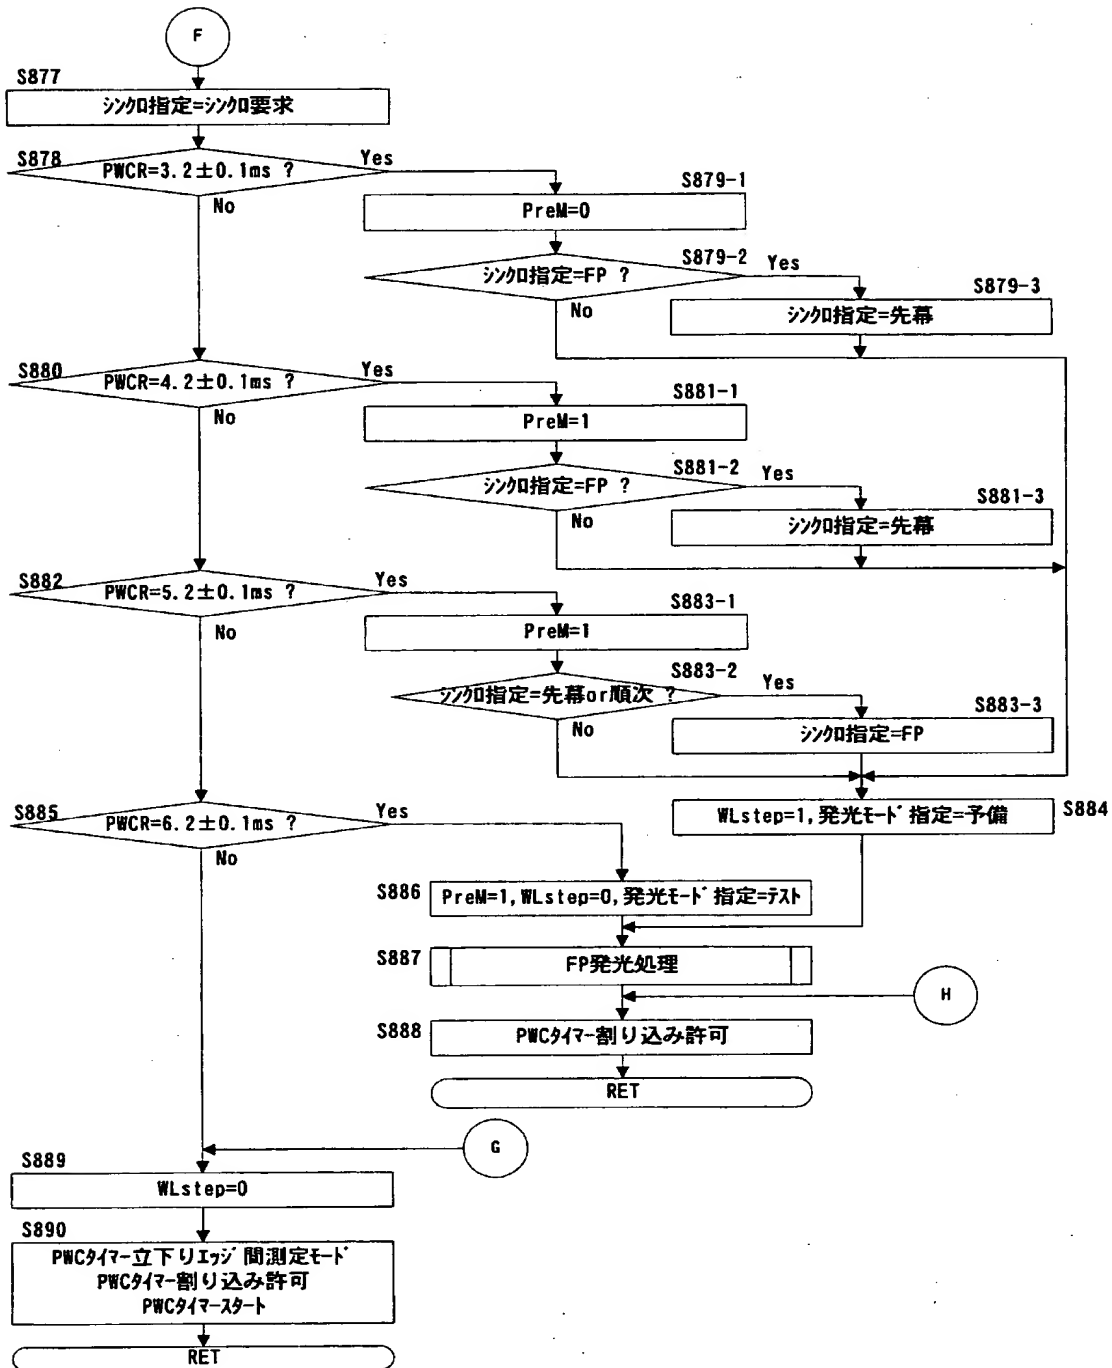 F
S877
シンクロ指定=シンクロ要求
S878
PWCR=3.2±0.1ms ?
Yes
No
S879-1
PreM=0
S879-2
シンクロ指定=FP ?
Yes
No
S879-3
シンクロ指定=先幕
S880
PWCR=4.2±0.1ms ?
Yes
No
S881-1
PreM=1
S881-2
シンクロ指定=FP ?
Yes
No
S881-3
シンクロ指定=先幕
S882
PWCR=5.2±0.1ms ?
Yes
No
S883-1
PreM=1
S883-2
シンクロ指定=先幕or順次 ?
Yes
No
S883-3
シンクロ指定=FP
S885
PWCR=6.2±0.1ms ?
Yes
No
S884
WLstep=1,発光モード指定=予備
S886
PreM=1,WLstep=0,発光モード指定=テスト
S887
FP発光処理
H
S888
PWCタイマー割り込み許可
RET
G
S889
WLstep=0
S890
PWCタイマー立下りエッジ間測定モード
PWCタイマー割り込み許可
PWCタイマースタート
RET